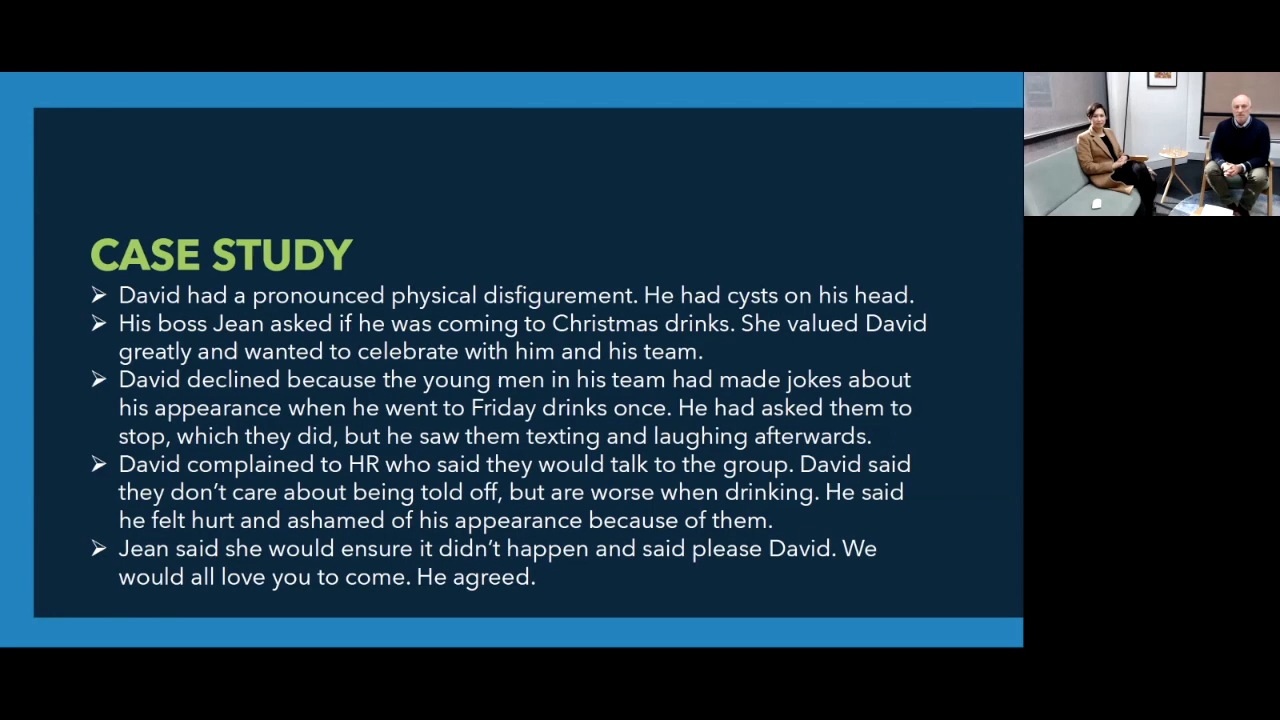 CASE STUDY
➢ David had a pronounced physical disfigurement. He had cysts on his head.
➢ His boss Jean asked if he was coming to Christmas drinks. She valued David
greatly and wanted to celebrate with him and his team.
➢ David declined because the young men in his team had made jokes about
his appearance when he went to Friday drinks once. He had asked them to
stop, which they did, but he saw them texting and laughing afterwards.
➢ David complained to HR who said they would talk to the group. David said
they don’t care about being told off, but are worse when drinking. He said
he felt hurt and ashamed of his appearance because of them.
➢ Jean said she would ensure it didn’t happen and said please David. We
would all love you to come. He agreed.